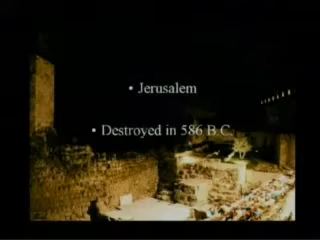 • Jerusalem
• Destroyed in 586 B.C.